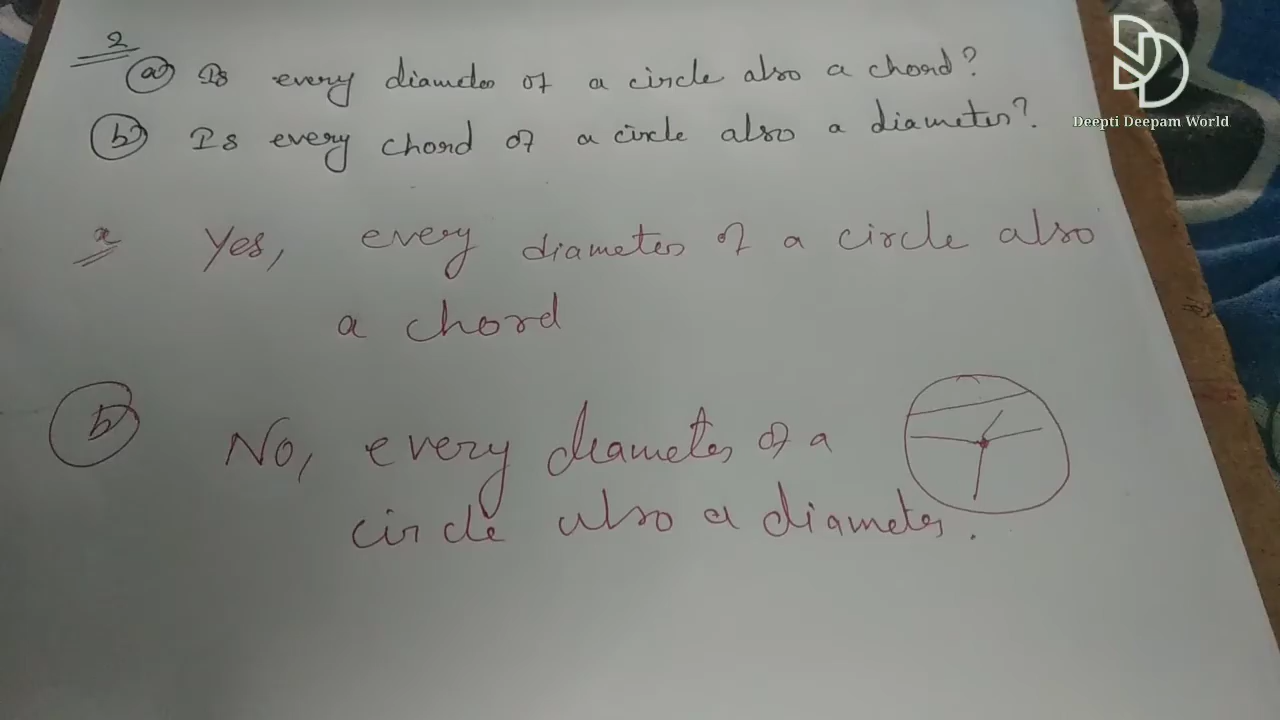 2
(a) Is every diameter of a circle also a chord?
(b) Is every chord of a circle also a diameter?
Deepti Deepam World
a Yes, every diameter of a circle also
a chord
(b) No, every diameter of a
circle also a diameter.